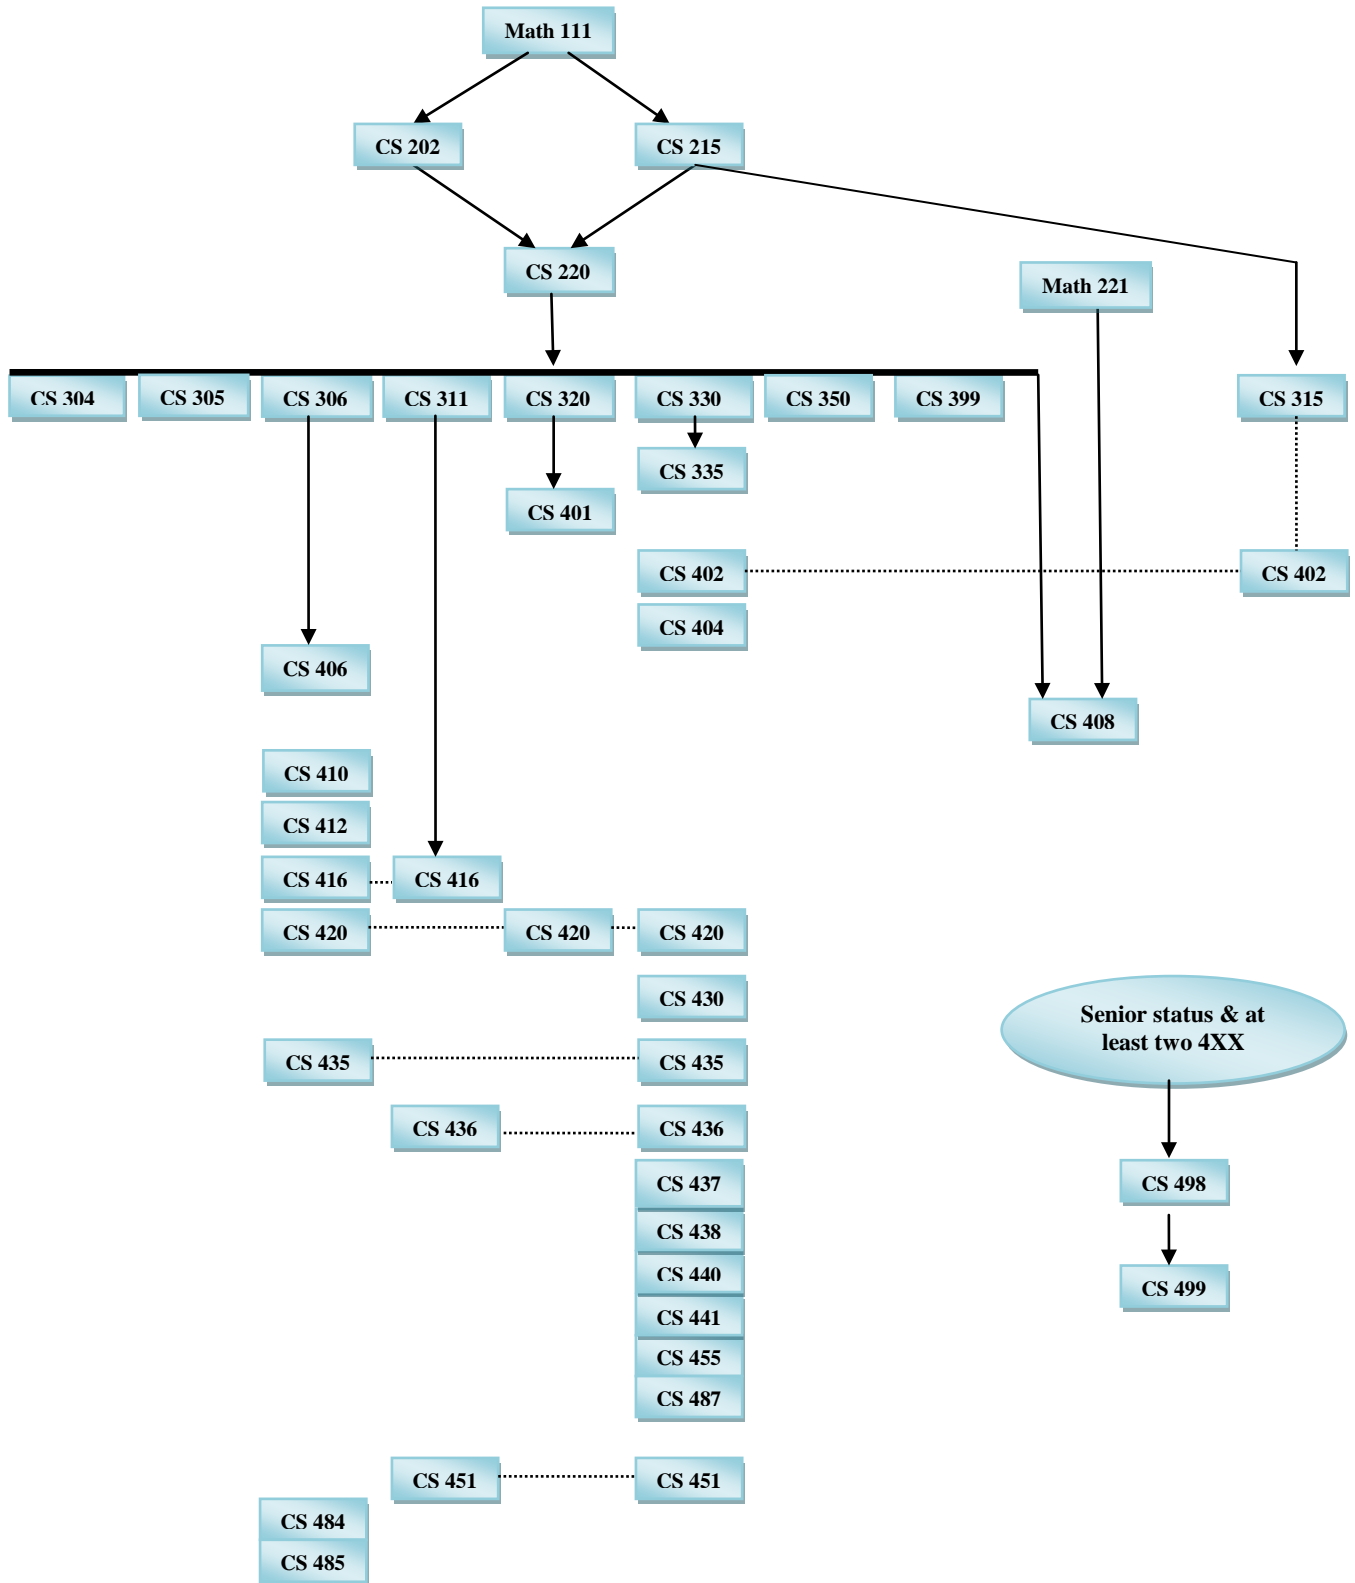 Math 111
CS 202
CS 215
CS 220
Math 221
CS 304
CS 305
CS 306
CS 311
CS 320
CS 330
CS 350
CS 399
CS 315
CS 335
CS 401
CS 402
CS 402
CS 404
CS 406
CS 408
CS 410
CS 412
CS 416
CS 416
CS 420
CS 420
CS 420
CS 430
Senior status & at
least two 4XX
CS 435
CS 435
CS 436
CS 436
CS 437
CS 498
CS 438
CS 440
CS 499
CS 441
CS 455
CS 487
CS 451
CS 451
CS 484
CS 485